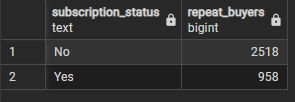 subscription_status repeat_buyers
text bigint
1 No 2518
2 Yes 958